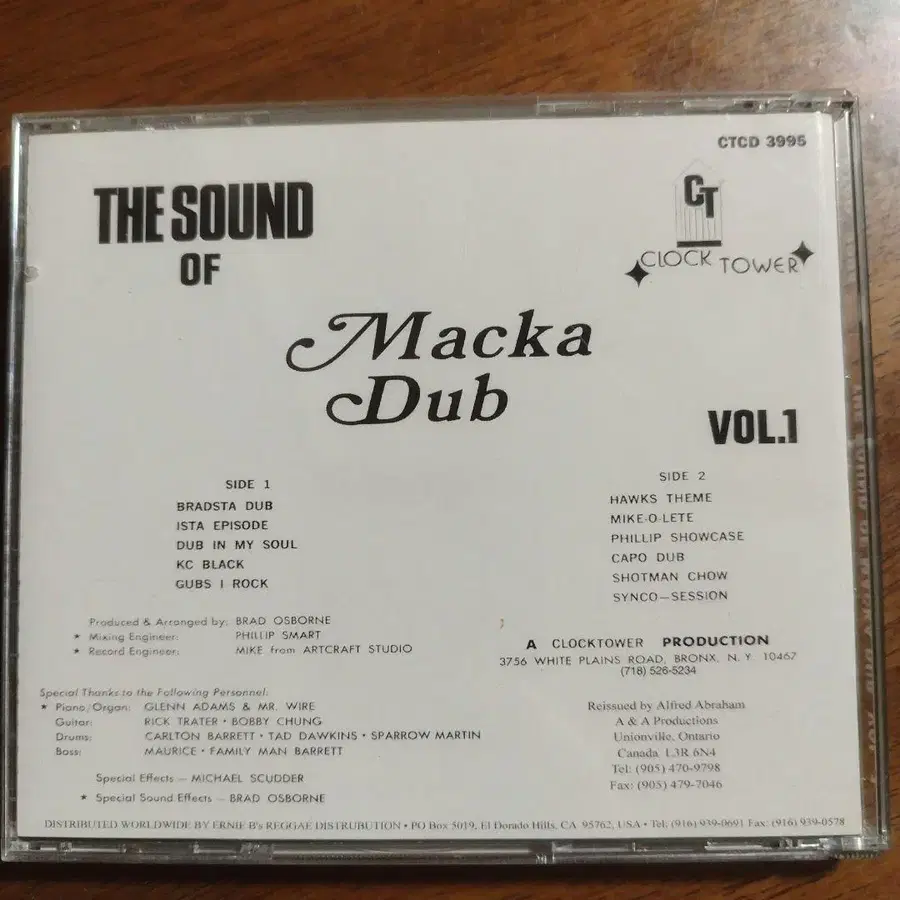 CTCD 3995
THE SOUND
OF
CT
CLOCK TOWER
Macka
Dub
VOL.1
SIDE 1
BRADSTA DUB
ISTA EPISODE
DUB IN MY SOUL
KC BLACK
GUBS I ROCK
SIDE 2
HAWKS THEME
MIKE-O-LETE
PHILLIP SHOWCASE
CAPO DUB
SHOTMAN CHOW
SYNCO—SESSION
Produced & Arranged by: BRAD OSBORNE
★ Mixing Engineer: PHILLIP SMART
★ Record Engineer: MIKE from ARTCRAFT STUDIO
A CLOCKTOWER PRODUCTION
3756 WHITE PLAINS ROAD, BRONX, N. Y. 10467
(718) 526-5234
Special Thanks to the Following Personnel:
★ Piano/Organ: GLENN ADAMS & MR. WIRE
Guitar: RICK TRATER • BOBBY CHUNG
Drums: CARLTON BARRETT • TAD DAWKINS • SPARROW MARTIN
Bass: MAURICE • FAMILY MAN BARRETT
Special Effects — MICHAEL SCUDDER
★ Special Sound Effects — BRAD OSBORNE
Reissued by Alfred Abraham
A & A Productions
Unionville, Ontario
Canada L3R 6N4
Tel: (905) 470-9798
Fax: (905) 479-7046
DISTRIBUTED WORLDWIDE BY ERNIE B's REGGAE DISTRUBUTION • PO Box 5019, El Dorado Hills, CA 95762, USA • Tel: (916) 939-0691 Fax: (916) 939-0578